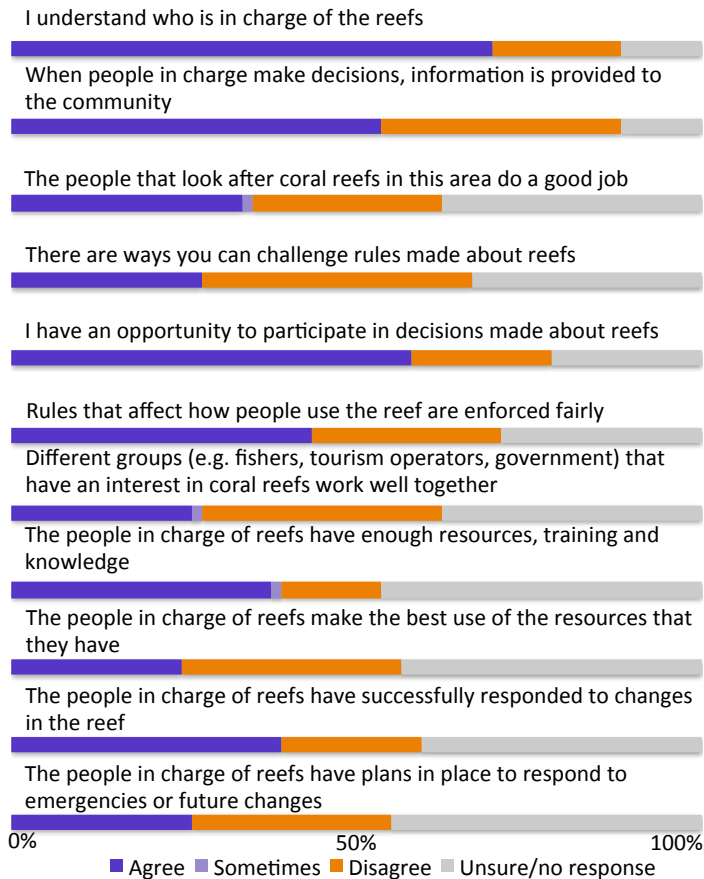 I understand who is in charge of the reefs
When people in charge make decisions, information is provided to
the community
The people that look after coral reefs in this area do a good job
There are ways you can challenge rules made about reefs
I have an opportunity to participate in decisions made about reefs
Rules that affect how people use the reef are enforced fairly
Different groups (e.g. fishers, tourism operators, government) that
have an interest in coral reefs work well together
The people in charge of reefs have enough resources, training and
knowledge
The people in charge of reefs make the best use of the resources that
they have
The people in charge of reefs have successfully responded to changes
in the reef
The people in charge of reefs have plans in place to respond to
emergencies or future changes
0% 50% 100%
Agree Sometimes Disagree Unsure/no response